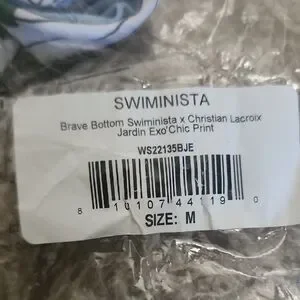 SWIMINISTA
Brave Bottom Swiminista x Christian Lacroix
Jardin Exo'Chic Print
WS22135BJE
8 10107 44119 0
SIZE: M